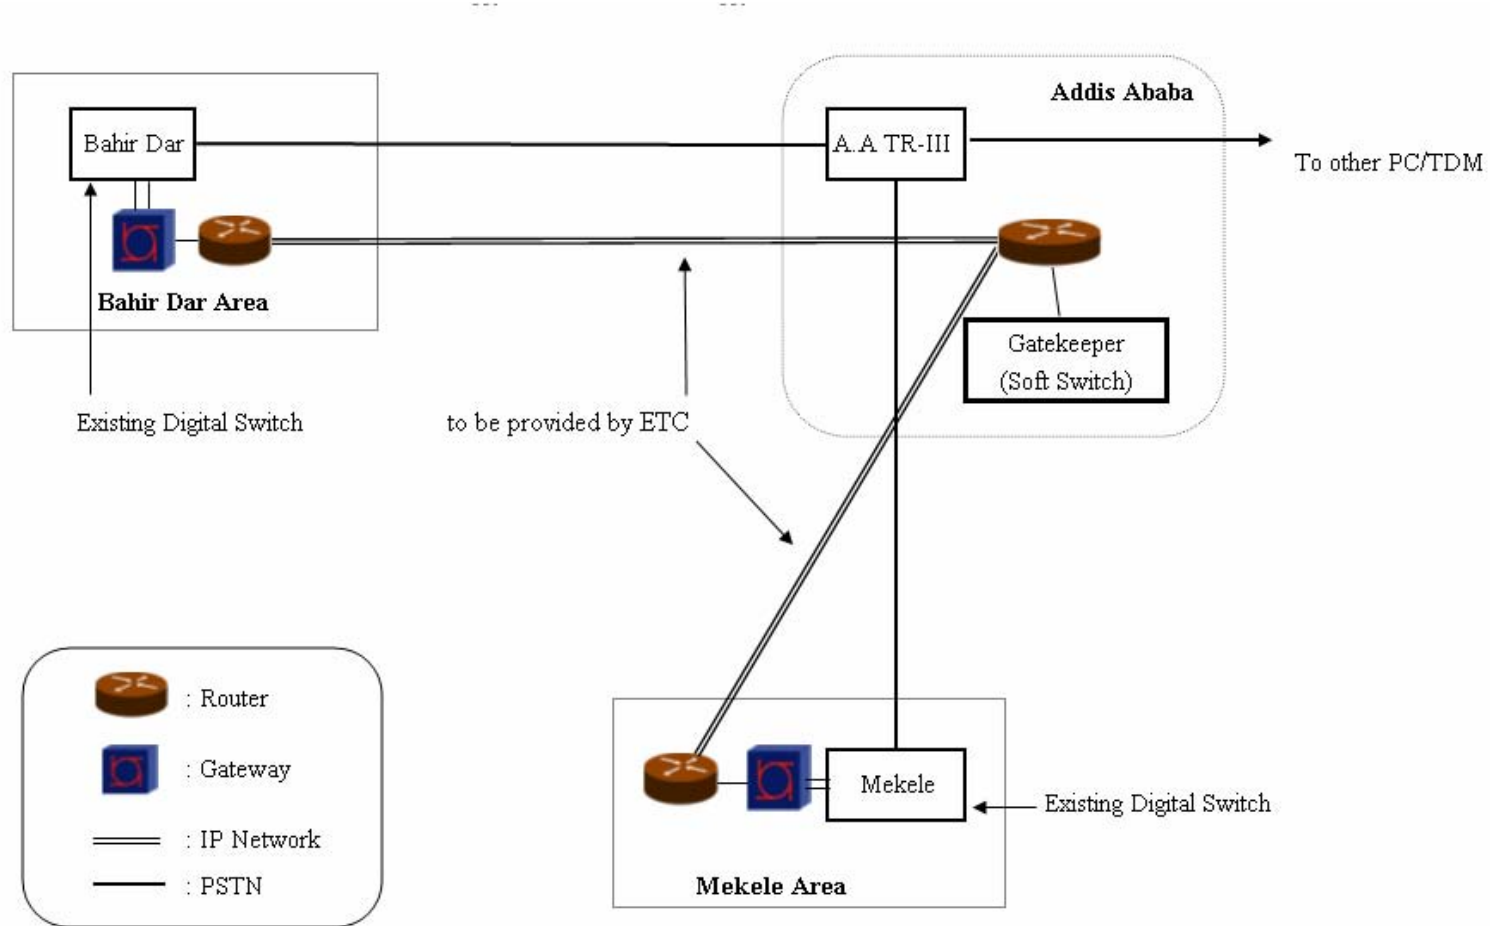 Addis Ababa
Bahir Dar
A.A TR-III
To other PC/TDM
Bahir Dar Area
Gatekeeper
(Soft Switch)
Existing Digital Switch
to be provided by ETC
: Router
: Gateway
: IP Network
: PSTN
Mekele
Existing Digital Switch
Mekele Area